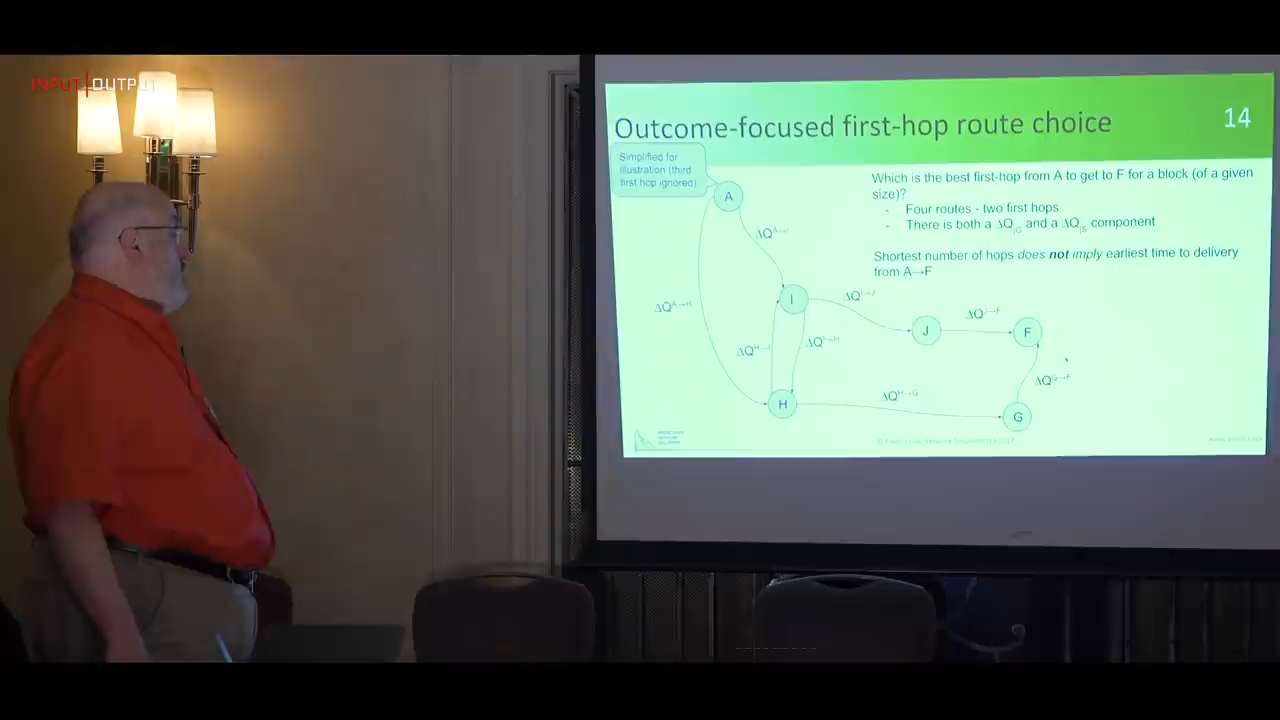 INPUT|OUTPUT
Outcome-focused first-hop route choice
14
Simplified for
illustration (third
first hop ignored)
Which is the best first-hop from A to get to F for a block (of a given
size)?
- Four routes - two first hops
- There is both a ΔQ|G and a ΔQ|S component
Shortest number of hops does not imply earliest time to delivery
from A→F
A
ΔQA→I
ΔQA→H
I
ΔQI→J
J
ΔQJ→F
F
ΔQH→I
ΔQI→H
ΔQG→F
H
ΔQH→G
G